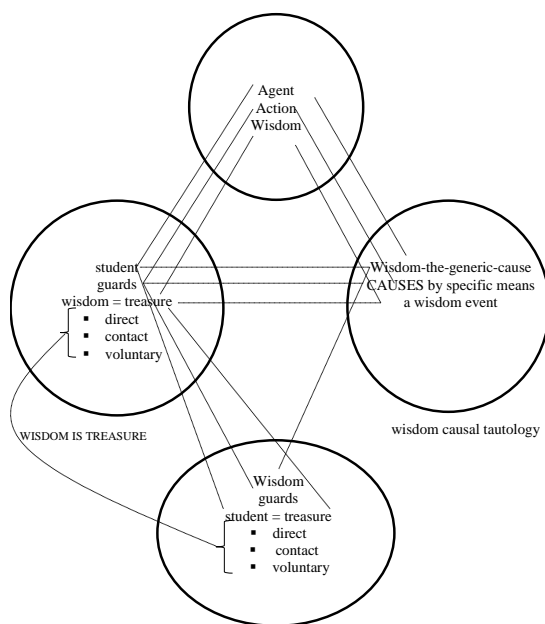 Agent
Action
Wisdom
student
guards
wisdom = treasure
▪ direct
▪ contact
▪ voluntary
Wisdom-the-generic-cause
CAUSES by specific means
a wisdom event
wisdom causal tautology
WISDOM IS TREASURE
Wisdom
guards
student = treasure
▪ direct
▪ contact
▪ voluntary